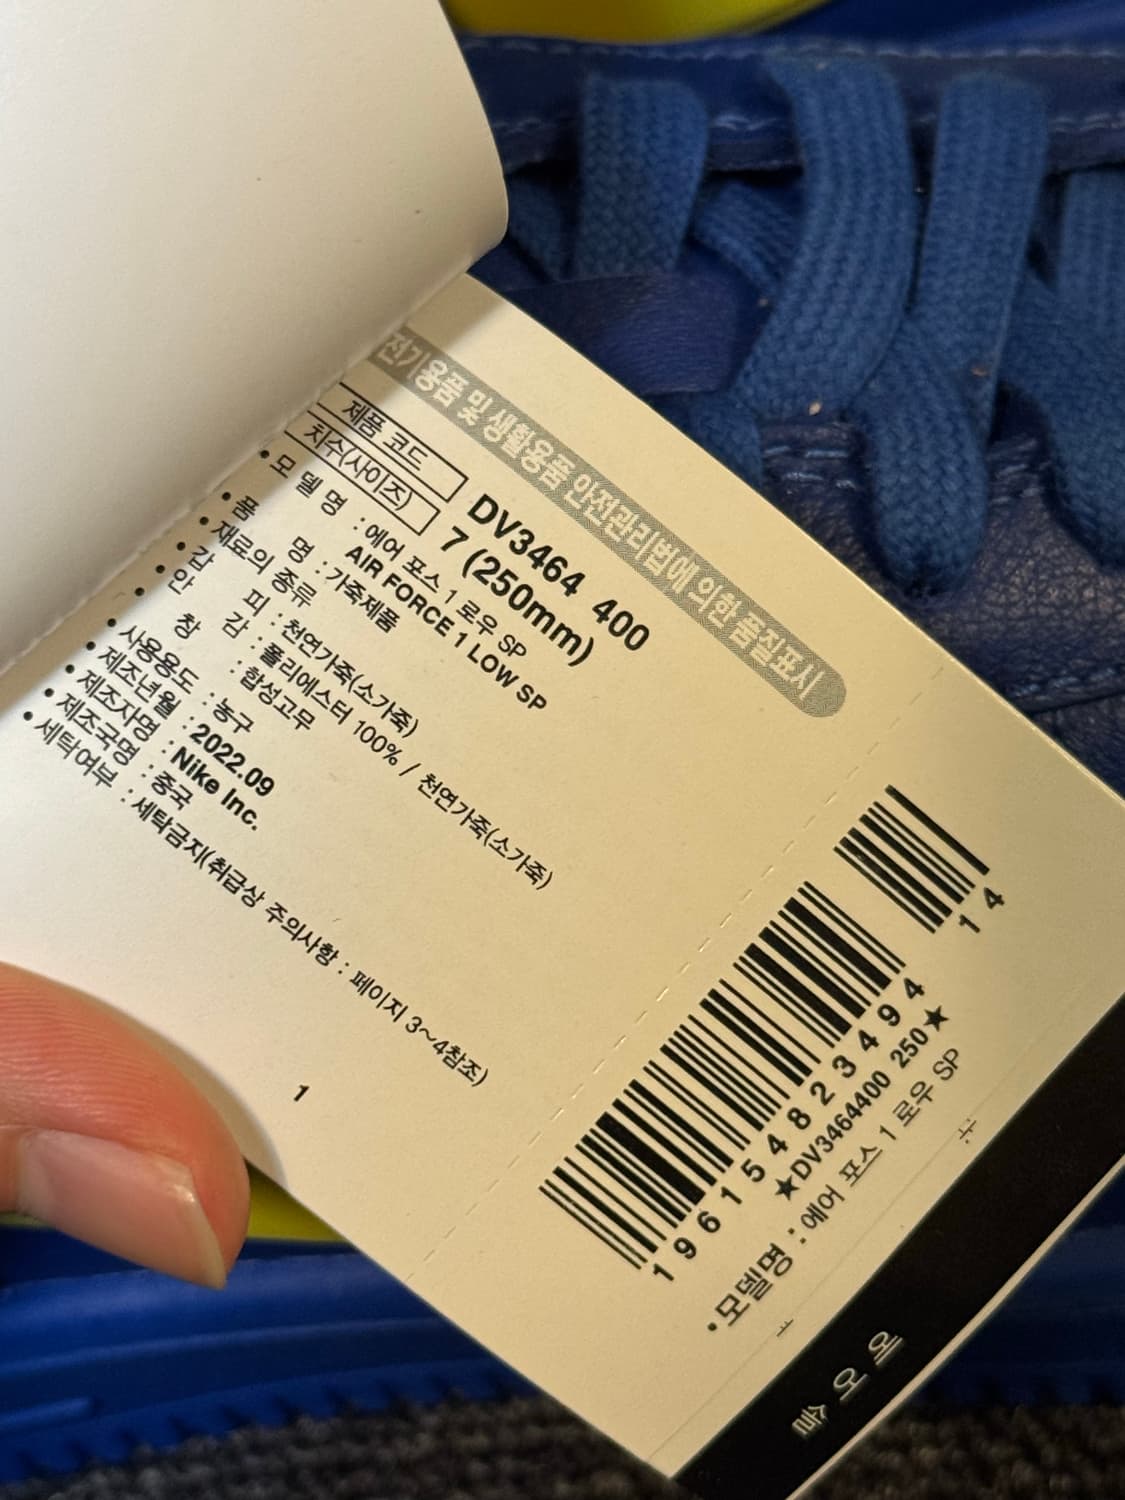 전기용품 및 생활용품 안전관리법에 의한 품질표시
제품 코드 DV3464 400
치수(사이즈) 7 (250mm)
• 모 델 명 : 에어 포스 1 로우 SP
AIR FORCE 1 LOW SP
• 품 명 : 가죽제품
• 재료의 종류
• 갑 피 : 천연가죽(소가죽)
• 안 감 : 폴리에스터 100% / 천연가죽(소가죽)
창 : 합성고무
• 사용용도 : 농구
• 제조년월 : 2022.09
• 제조자명 : Nike Inc.
• 제조국명 : 중국
• 세탁여부 : 세탁금지(취급상 주의사항 : 페이지 3~4참조)
1
14
196154823494
★DV3464400 250★
• 모델명 : 에어 포스 1 로우 SP